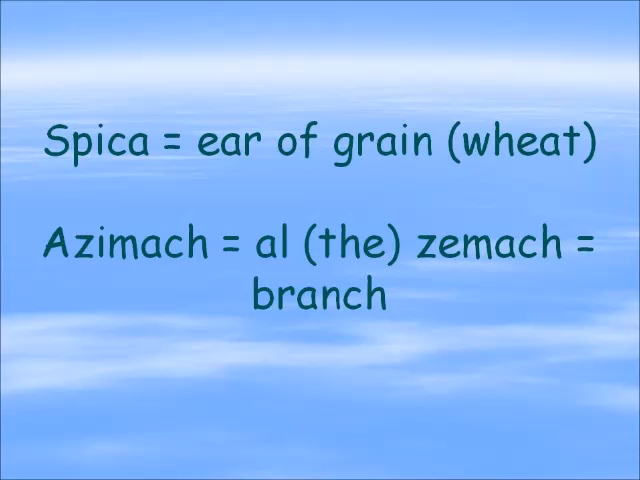 Spica = ear of grain (wheat)
Azimach = al (the) zemach =
branch